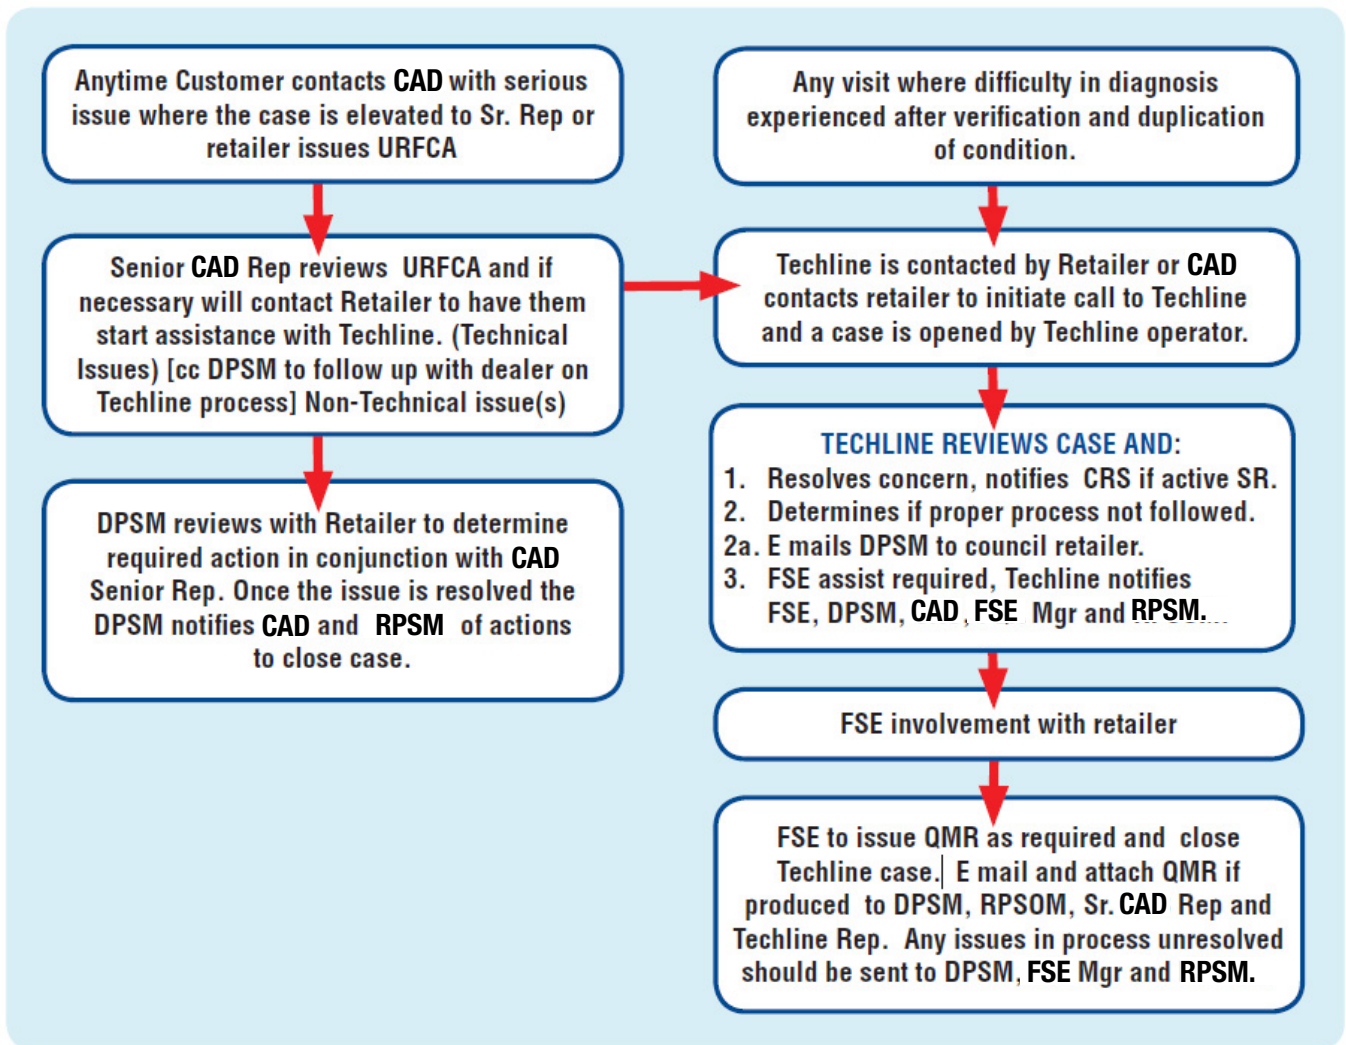 Anytime Customer contacts CAD with serious
issue where the case is elevated to Sr. Rep or
retailer issues URFCA
Senior CAD Rep reviews URFCA and if
necessary will contact Retailer to have them
start assistance with Techline. (Technical
Issues) [cc DPSM to follow up with dealer on
Techline process] Non-Technical issue(s)
DPSM reviews with Retailer to determine
required action in conjunction with CAD
Senior Rep. Once the issue is resolved the
DPSM notifies CAD and RPSM of actions
to close case.
Any visit where difficulty in diagnosis
experienced after verification and duplication
of condition.
Techline is contacted by Retailer or CAD
contacts retailer to initiate call to Techline
and a case is opened by Techline operator.
TECHLINE REVIEWS CASE AND:
1. Resolves concern, notifies CRS if active SR.
2. Determines if proper process not followed.
2a. E mails DPSM to council retailer.
3. FSE assist required, Techline notifies
FSE, DPSM, CAD, FSE Mgr and RPSM.
FSE involvement with retailer
FSE to issue QMR as required and close
Techline case. E mail and attach QMR if
produced to DPSM, RPSOM, Sr. CAD Rep and
Techline Rep. Any issues in process unresolved
should be sent to DPSM, FSE Mgr and RPSM.